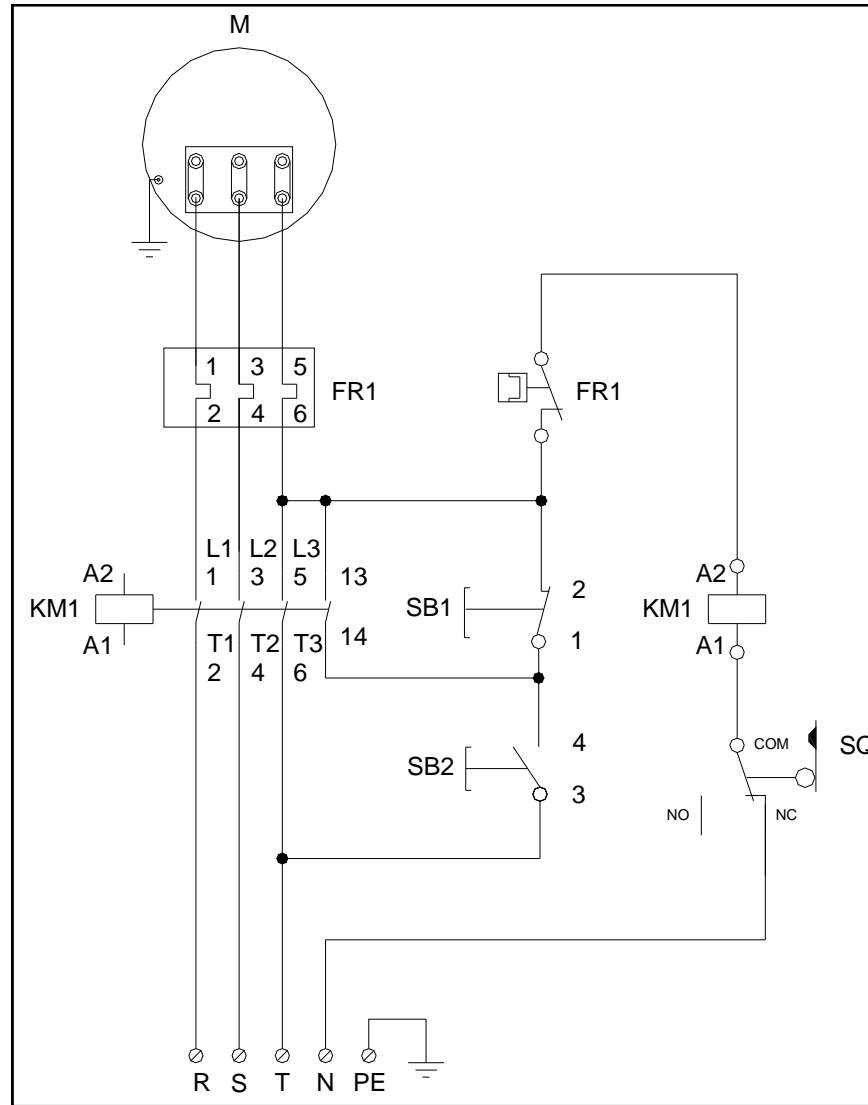 M
1 3 5
FR1
2 4 6
FR1
L1 L2 L3
A2 1 3 5 13
A2
2
KM1
SB1
KM1
A1 T1 T2 T3 14
1
A1
2 4 6
4
COM SQ
SB2
3
NO NC
R S T N PE